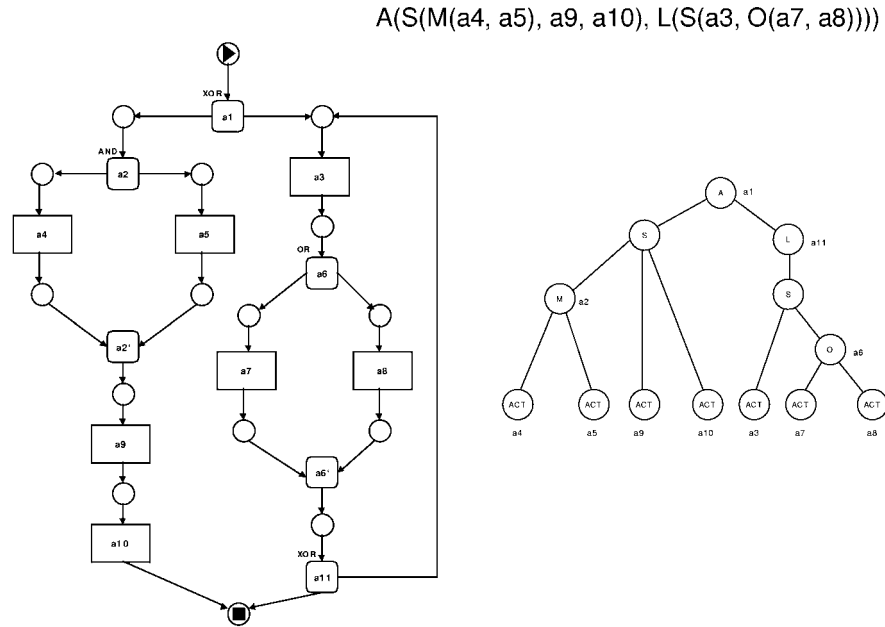 A(S(M(a4, a5), a9, a10), L(S(a3, O(a7, a8))))
XOR
a1
AND
a2
a3
a4
a5
OR
a6
a2'
a7
a8
a9
a6'
a10
XOR
a11
A
a1
S
L
a11
M
a2
S
O
a6
ACT
ACT
ACT
ACT
ACT
ACT
ACT
a4
a5
a9
a10
a3
a7
a8